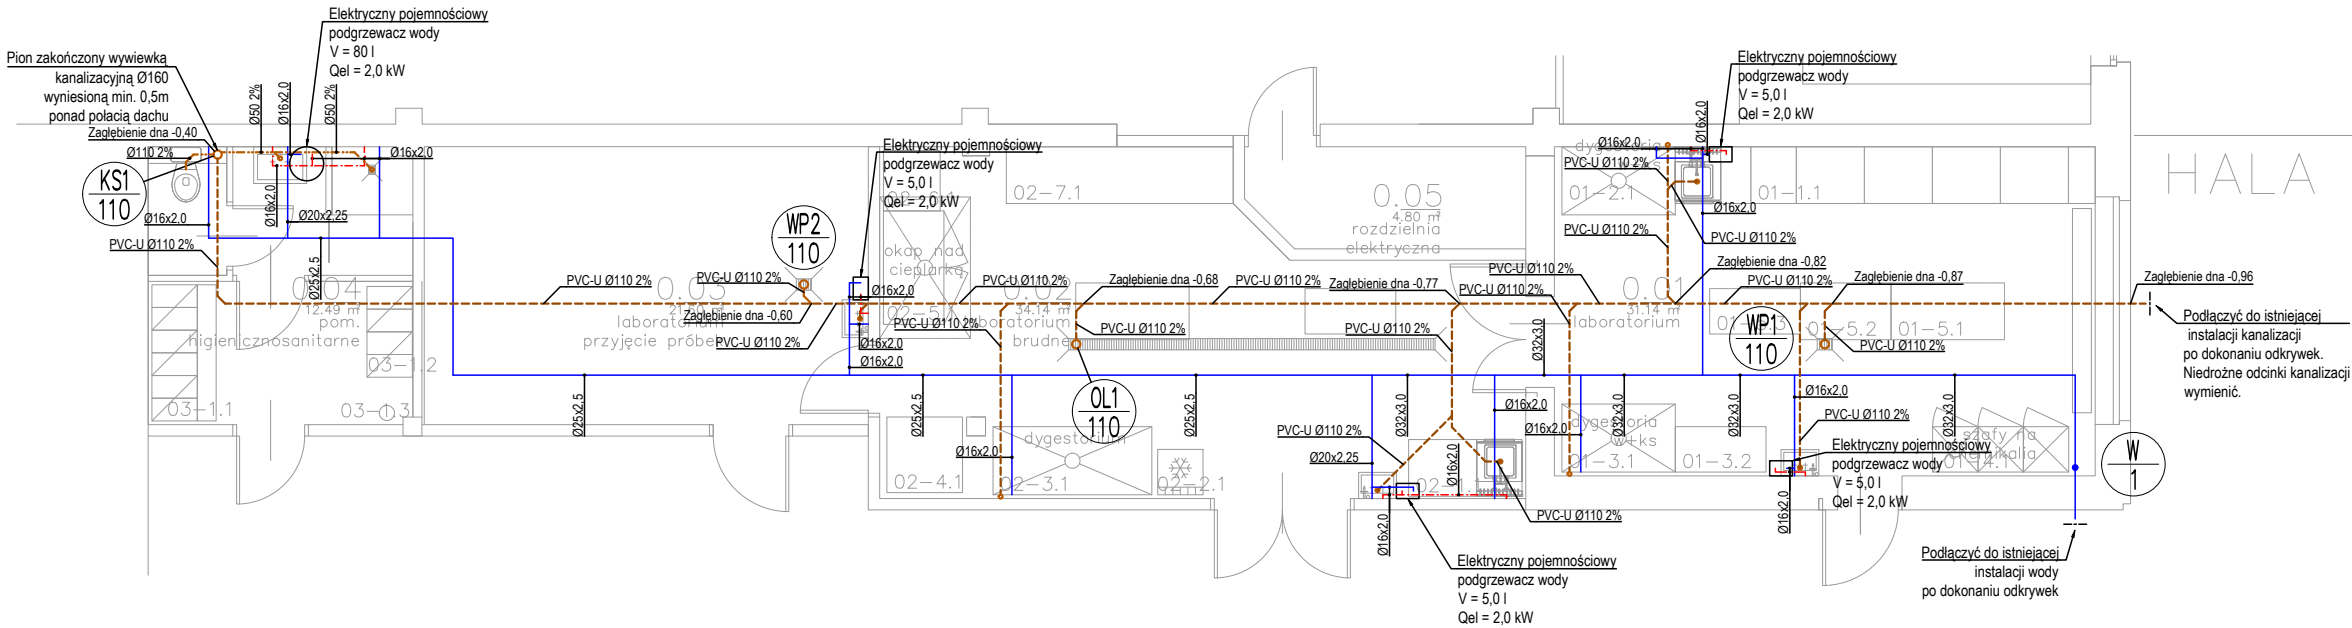 Elektryczny pojemnościowy
podgrzewacz wody
V = 80 l
Qel = 2,0 kW
Pion zakończony wywiewką
kanalizacyjną Ø160
wyniesioną min. 0,5m
ponad połacią dachu
Zagłębienie dna -0,40
Ø110 2%
Ø50 2%
Ø16x2,0
Ø50 2%
Ø16x2,0
KS1
110
Ø16x2,0
Ø16x2,0
Ø20x2,25
PVC-U Ø110 2%
Ø25x2,5
0.04
12.49 m²
pom.
higienicznosanitarne
03-1.1
03-1.2
03-1.3
PVC-U Ø110 2%
0.03
laboratorium
przyjęcie próbek
WP2
110
PVC-U Ø110 2%
Zagłębienie dna -0,60
PVC-U Ø110 2%
Ø25x2,5
Elektryczny pojemnościowy
podgrzewacz wody
V = 5,0 l
Qel = 2,0 kW
okap nad
cieplarką
Ø16x2,0
Ø16x2,0
Ø16x2,0
02-7.1
PVC-U Ø110 2%
0.02
34.14 m²
laboratorium
brudne
PVC-U Ø110 2%
Zagłębienie dna -0,68
PVC-U Ø110 2%
OL1
110
Ø25x2,5
Ø25x2,5
dygestorium
Ø16x2,0
02-4.1
02-3.1
02-2.1
0.05
4.80 m²
rozdzielnia
elektryczna
PVC-U Ø110 2%
Zagłębienie dna -0,77
PVC-U Ø110 2%
Ø32x3,0
PVC-U Ø110 2%
Ø20x2,25
Ø16x2,0
Ø16x2,0
02-1.1
Ø16x2,0
PVC-U Ø110 2%
Elektryczny pojemnościowy
podgrzewacz wody
V = 5,0 l
Qel = 2,0 kW
Elektryczny pojemnościowy
podgrzewacz wody
V = 5,0 l
Qel = 2,0 kW
Ø16x2,0
Ø16x2,0
dygestoria
PVC-U Ø110 2%
01-2.1
01-1.1
Ø16x2,0
PVC-U Ø110 2%
PVC-U Ø110 2%
Zagłębienie dna -0,82
PVC-U Ø110 2%
PVC-U Ø110 2%
PVC-U Ø110 2%
0.01
31.14 m²
laboratorium
Ø32x3,0
WP1
110
Zagłębienie dna -0,87
01-5.2
01-5.1
PVC-U Ø110 2%
Ø16x2,0
dygestoria
w+ks
01-3.1
01-3.2
Ø32x3,0
Ø32x3,0
Ø16x2,0
PVC-U Ø110 2%
Ø32x3,0
Elektryczny pojemnościowy
podgrzewacz wody
V = 5,0 l
Qel = 2,0 kW
Ø16x2,0
szafy na
chemikalia
01-4.1
HALA
Zagłębienie dna -0,96
Podłączyć do istniejącej
instalacji kanalizacji
po dokonaniu odkrywek.
Niedrożne odcinki kanalizacji
wymienić.
W
1
Podłączyć do istniejącej
instalacji wody
po dokonaniu odkrywek